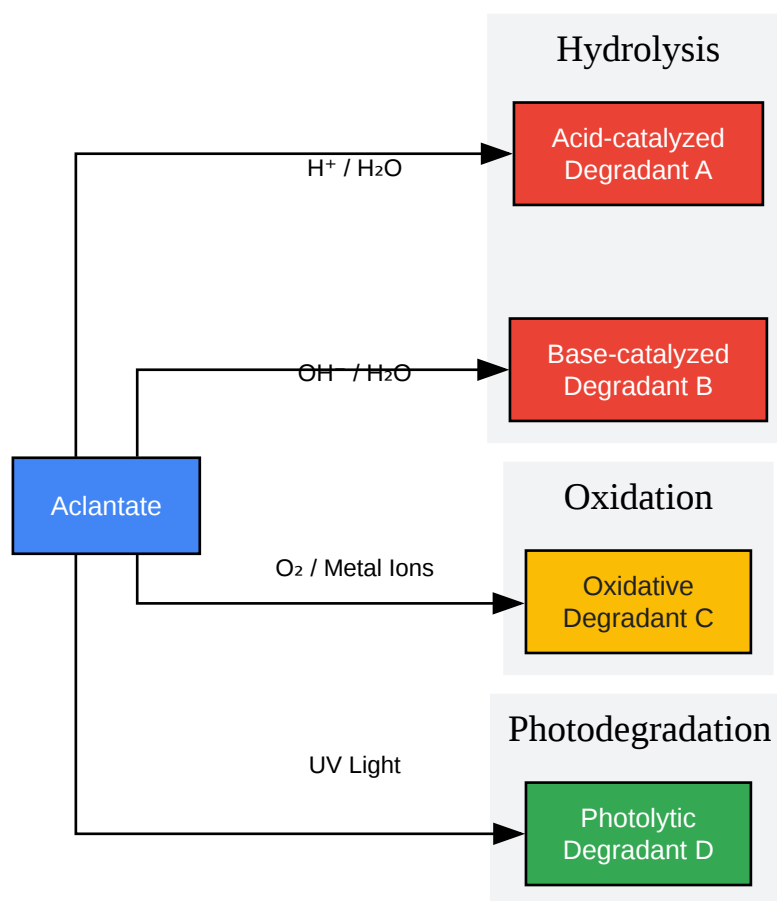 Hydrolysis
Acid-catalyzed
Degradant A
H⁺ / H₂O
Base-catalyzed
Degradant B
OH⁻ / H₂O
Aclantate
Oxidation
O₂ / Metal Ions
Oxidative
Degradant C
Photodegradation
UV Light
Photolytic
Degradant D